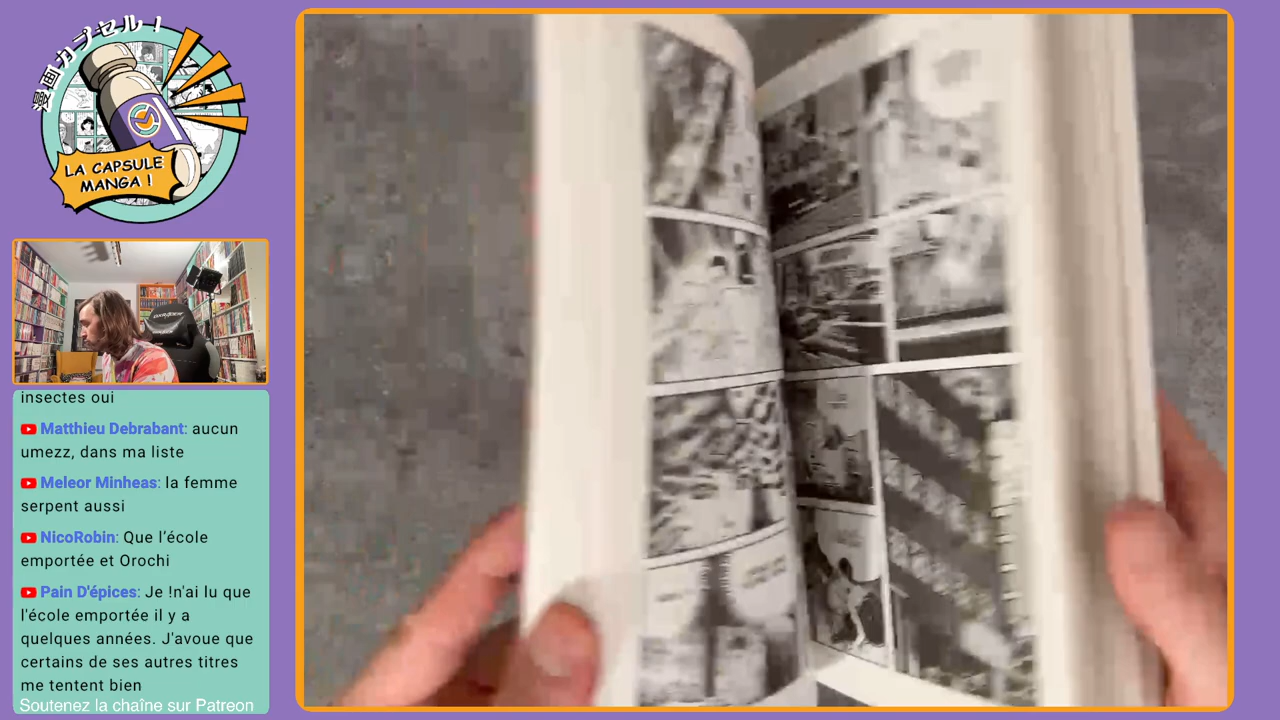 漫画カプセル！
LA CAPSULE
MANGA !
insectes oui
Matthieu Debrabant: aucun
umezz, dans ma liste
Meleor Minheas: la femme
serpent aussi
NicoRobin: Que l'école
emportée et Orochi
Pain D'épices: Je !n'ai lu que
l'école emportée il y a
quelques années. J'avoue que
certains de ses autres titres
me tentent bien
Soutenez la chaîne sur Patreon